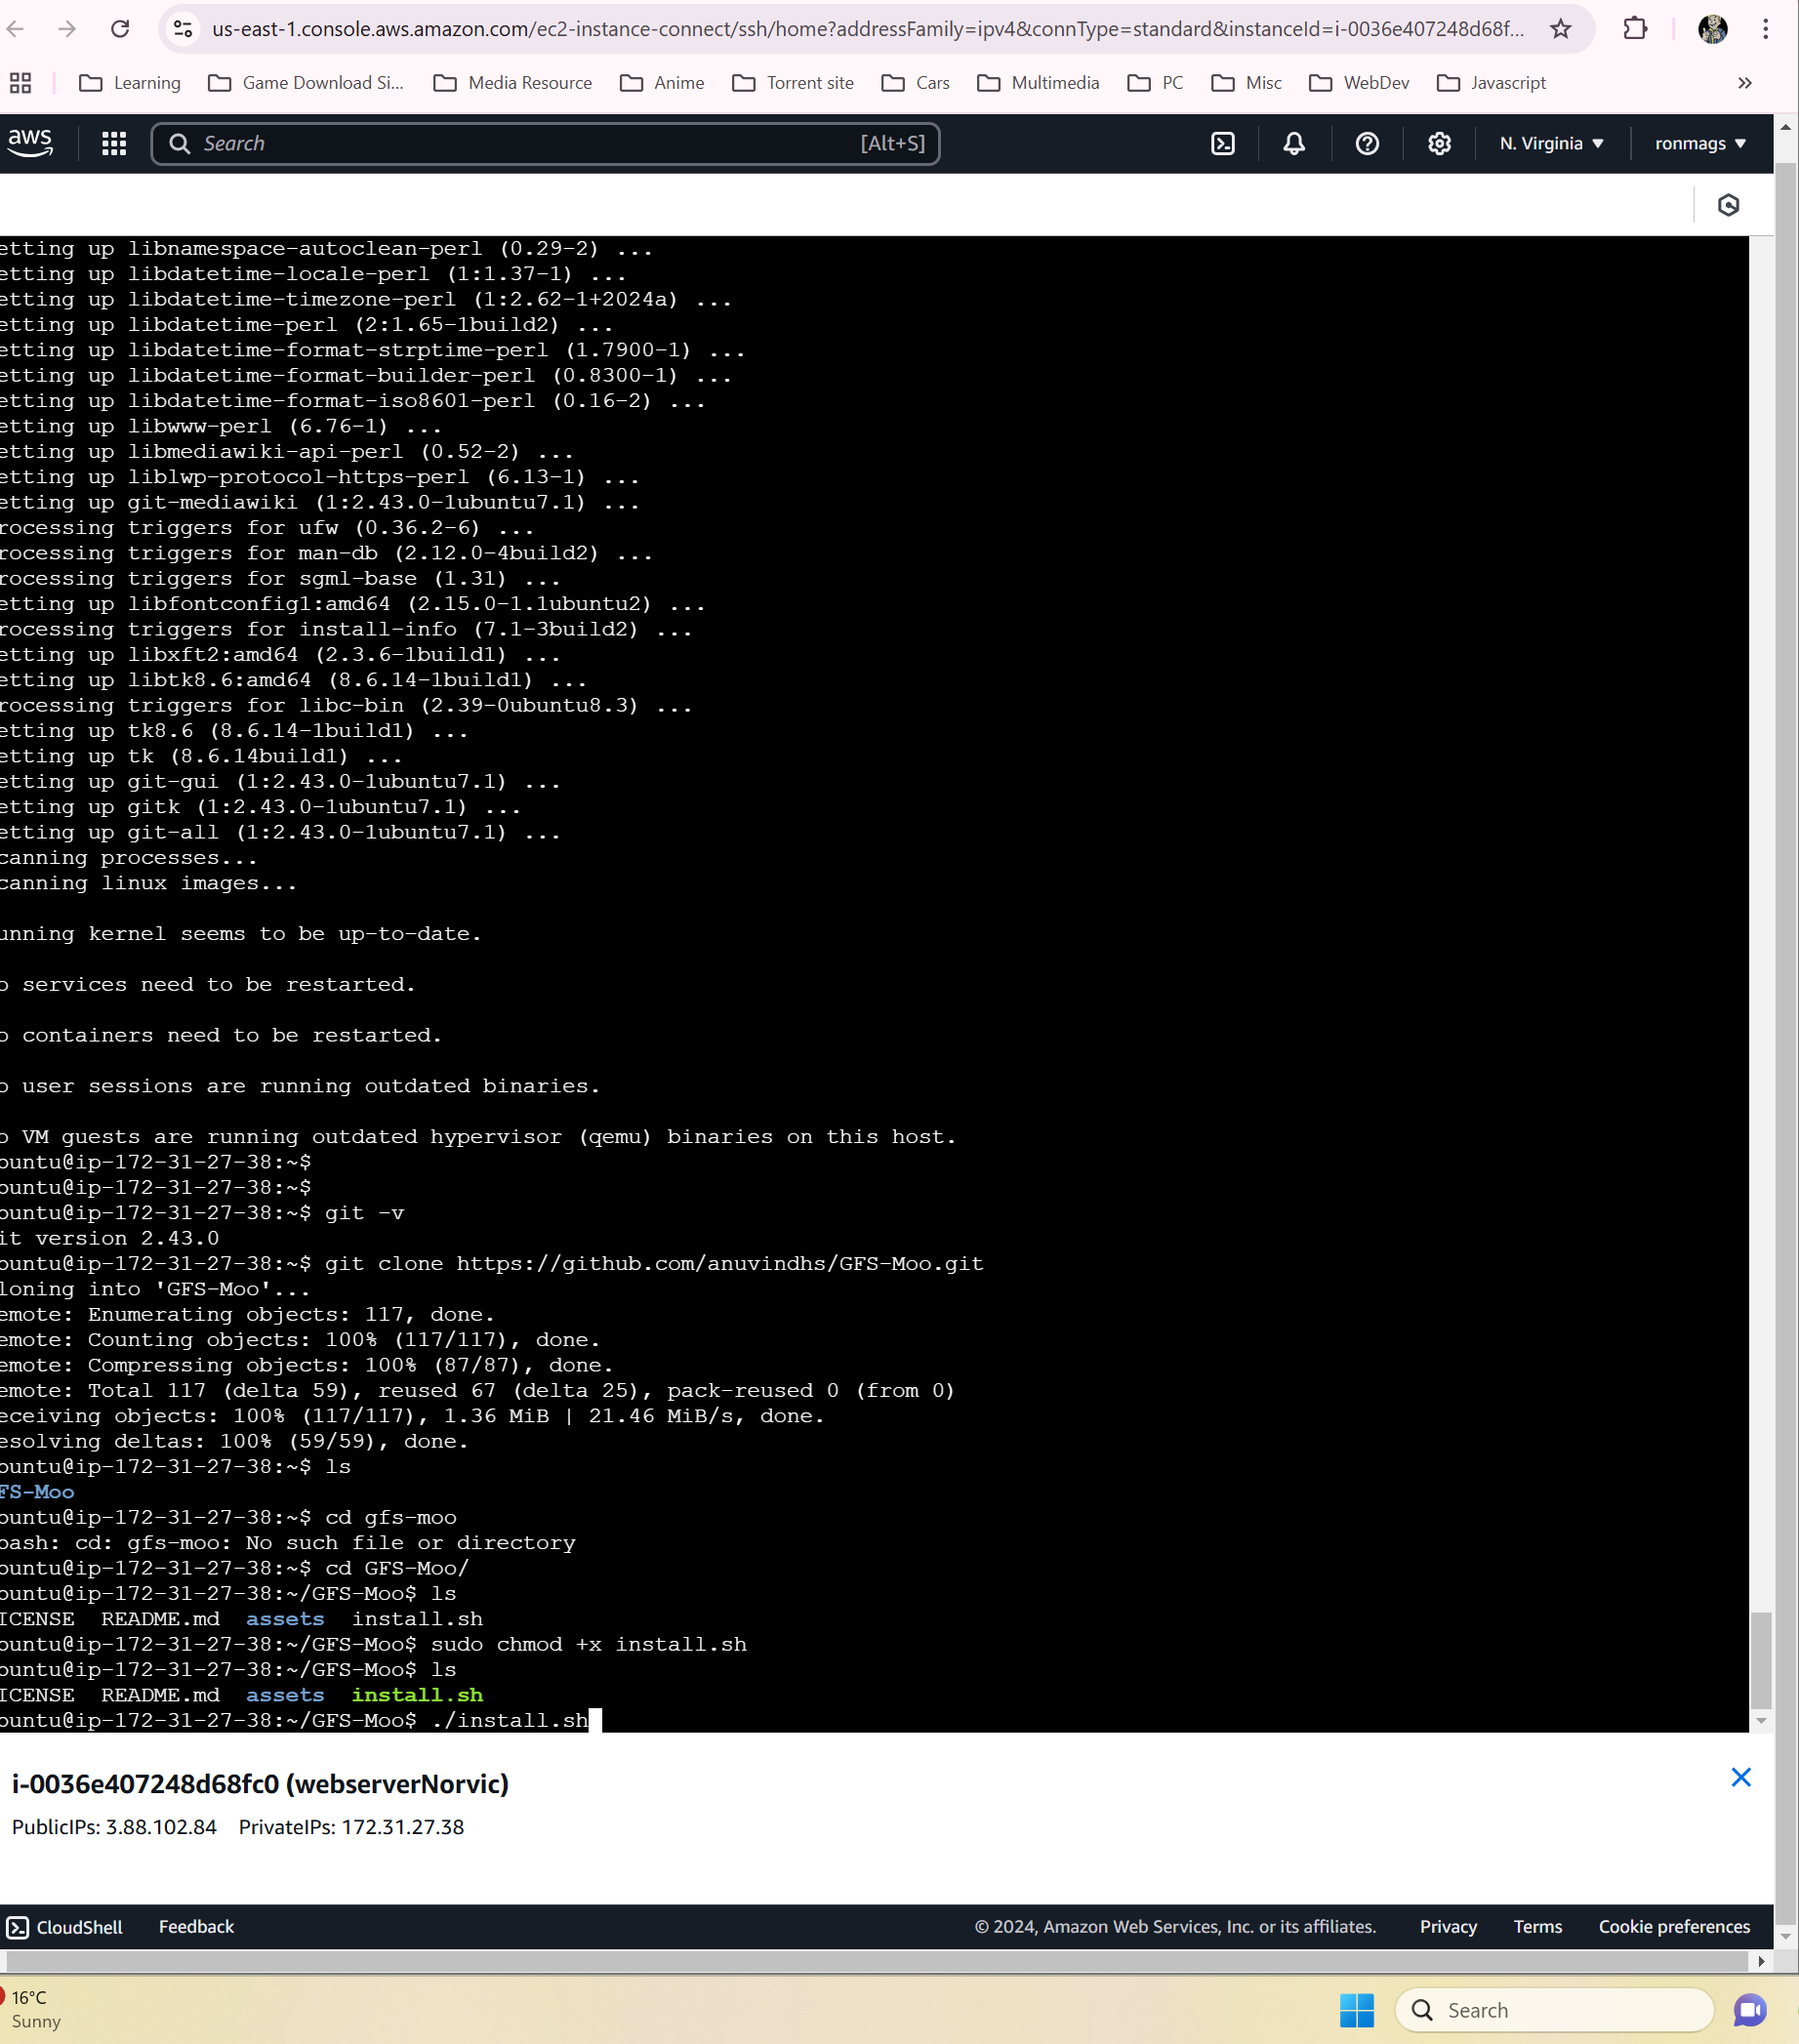 us-east-1.console.aws.amazon.com/ec2-instance-connect/ssh/home?addressFamily=ipv4&connType=standard&instanceId=i-0036e407248d68f...
Learning Game Download Si... Media Resource Anime Torrent site Cars Multimedia PC Misc WebDev Javascript »
aws Search [Alt+S] N. Virginia ronmags
etting up libnamespace-autoclean-perl (0.29-2) ...
etting up libdatetime-locale-perl (1:1.37-1) ...
etting up libdatetime-timezone-perl (1:2.62-1+2024a) ...
etting up libdatetime-perl (2:1.65-1build2) ...
etting up libdatetime-format-strptime-perl (1.7900-1) ...
etting up libdatetime-format-builder-perl (0.8300-1) ...
etting up libdatetime-format-iso8601-perl (0.16-2) ...
etting up libwww-perl (6.76-1) ...
etting up libmediawiki-api-perl (0.52-2) ...
etting up liblwp-protocol-https-perl (6.13-1) ...
etting up git-mediawiki (1:2.43.0-1ubuntu7.1) ...
rocessing triggers for ufw (0.36.2-6) ...
rocessing triggers for man-db (2.12.0-4build2) ...
rocessing triggers for sgml-base (1.31) ...
etting up libfontconfig1:amd64 (2.15.0-1.1ubuntu2) ...
rocessing triggers for install-info (7.1-3build2) ...
etting up libxft2:amd64 (2.3.6-1build1) ...
etting up libtk8.6:amd64 (8.6.14-1build1) ...
rocessing triggers for libc-bin (2.39-0ubuntu8.3) ...
etting up tk8.6 (8.6.14-1build1) ...
etting up tk (8.6.14build1) ...
etting up git-gui (1:2.43.0-1ubuntu7.1) ...
etting up gitk (1:2.43.0-1ubuntu7.1) ...
etting up git-all (1:2.43.0-1ubuntu7.1) ...
canning processes...
canning linux images...
unning kernel seems to be up-to-date.
o services need to be restarted.
o containers need to be restarted.
o user sessions are running outdated binaries.
o VM guests are running outdated hypervisor (qemu) binaries on this host.
buntu@ip-172-31-27-38:~$
buntu@ip-172-31-27-38:~$
buntu@ip-172-31-27-38:~$ git -v
it version 2.43.0
buntu@ip-172-31-27-38:~$ git clone https://github.com/anuvindhs/GFS-Moo.git
loning into 'GFS-Moo'...
emote: Enumerating objects: 117, done.
emote: Counting objects: 100% (117/117), done.
emote: Compressing objects: 100% (87/87), done.
emote: Total 117 (delta 59), reused 67 (delta 25), pack-reused 0 (from 0)
eceiving objects: 100% (117/117), 1.36 MiB | 21.46 MiB/s, done.
esolving deltas: 100% (59/59), done.
buntu@ip-172-31-27-38:~$ ls
FS-Moo
buntu@ip-172-31-27-38:~$ cd gfs-moo
bash: cd: gfs-moo: No such file or directory
buntu@ip-172-31-27-38:~$ cd GFS-Moo/
buntu@ip-172-31-27-38:~/GFS-Moo$ ls
ICENSE README.md assets install.sh
buntu@ip-172-31-27-38:~/GFS-Moo$ sudo chmod +x install.sh
buntu@ip-172-31-27-38:~/GFS-Moo$ ls
ICENSE README.md assets install.sh
buntu@ip-172-31-27-38:~/GFS-Moo$ ./install.sh
i-0036e407248d68fc0 (webserverNorvic)
PublicIPs: 3.88.102.84 PrivateIPs: 172.31.27.38
CloudShell Feedback © 2024, Amazon Web Services, Inc. or its affiliates. Privacy Terms Cookie preferences
16°C
Sunny
Search